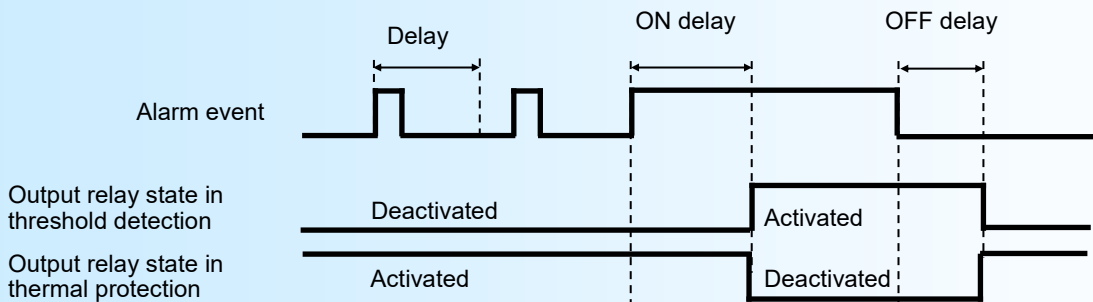 ON delay
OFF delay
Delay
Alarm event
Output relay state in
threshold detection
Deactivated
Activated
Output relay state in
thermal protection
Activated
Deactivated